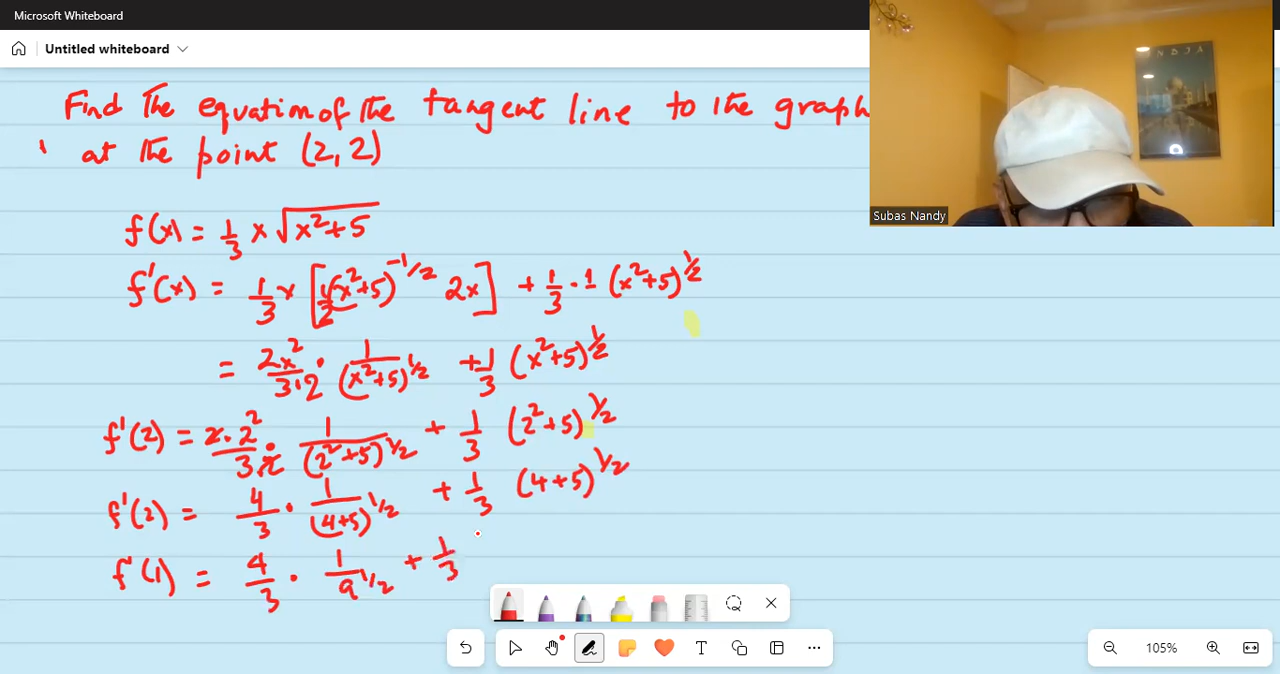 Microsoft Whiteboard
Untitled whiteboard
Find The equation of the tangent line to the graph
at the point (2, 2)
f(x) = 1/3 x √(x²+5)
f'(x) = 1/3 x [1/2 (x²+5)^(-1/2) 2x] + 1/3 · 1 (x²+5)^(1/2)
= 2x²/(3·2) · 1/(x²+5)^(1/2) + 1/3 (x²+5)^(1/2)
f'(2) = 2·2²/(3·2) · 1/(2²+5)^(1/2) + 1/3 (2²+5)^(1/2)
f'(2) = 4/3 · 1/(4+5)^(1/2) + 1/3 (4+5)^(1/2)
f'(1) = 4/3 · 1/9^(1/2) + 1/3
Subas Nandy
105%